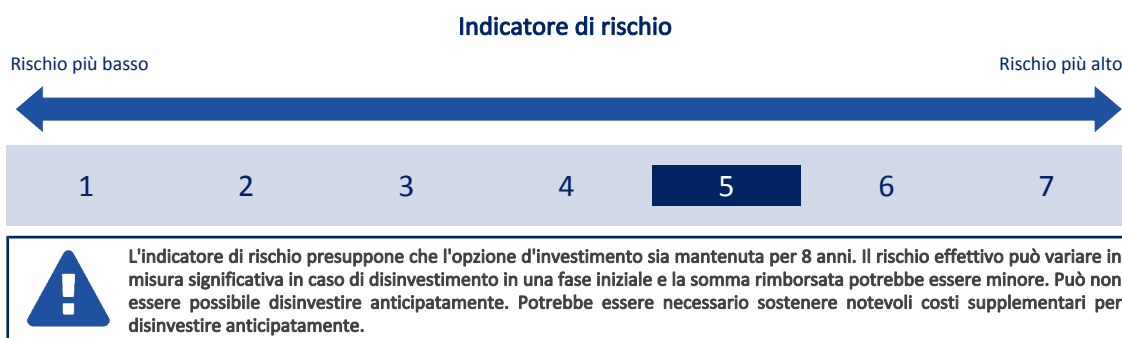 Indicatore di rischio
Rischio più basso
Rischio più alto
1 2 3 4 5 6 7
L'indicatore di rischio presuppone che l'opzione d'investimento sia mantenuta per 8 anni. Il rischio effettivo può variare in
misura significativa in caso di disinvestimento in una fase iniziale e la somma rimborsata potrebbe essere minore. Può non
essere possibile disinvestire anticipatamente. Potrebbe essere necessario sostenere notevoli costi supplementari per
disinvestire anticipatamente.